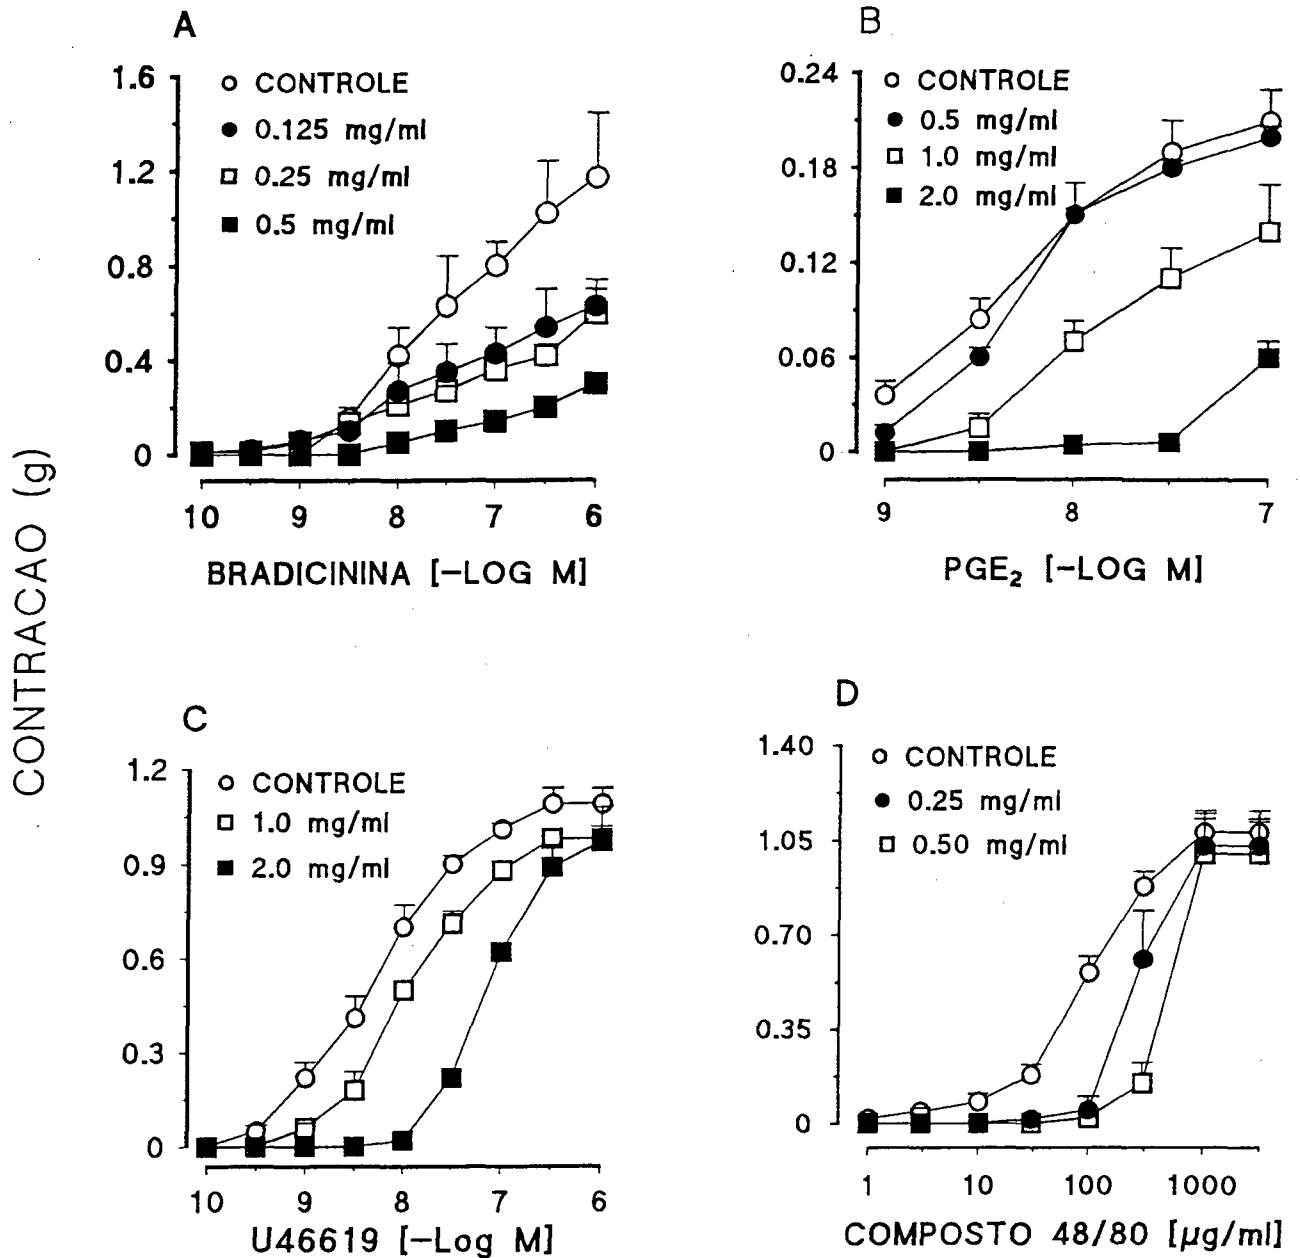 CONTRACAO (g)
A
1.6
1.2
0.8
0.4
0
CONTROLE
0.125 mg/ml
0.25 mg/ml
0.5 mg/ml
10 9 8 7 6
BRADICININA [−LOG M]
B
0.24
0.18
0.12
0.06
0
CONTROLE
0.5 mg/ml
1.0 mg/ml
2.0 mg/ml
9 8 7
PGE₂ [−LOG M]
C
1.2
0.9
0.6
0.3
0
CONTROLE
1.0 mg/ml
2.0 mg/ml
10 9 8 7 6
U46619 [−Log M]
D
1.40
1.05
0.70
0.35
0
CONTROLE
0.25 mg/ml
0.50 mg/ml
1 10 100 1000
COMPOSTO 48/80 [µg/ml]